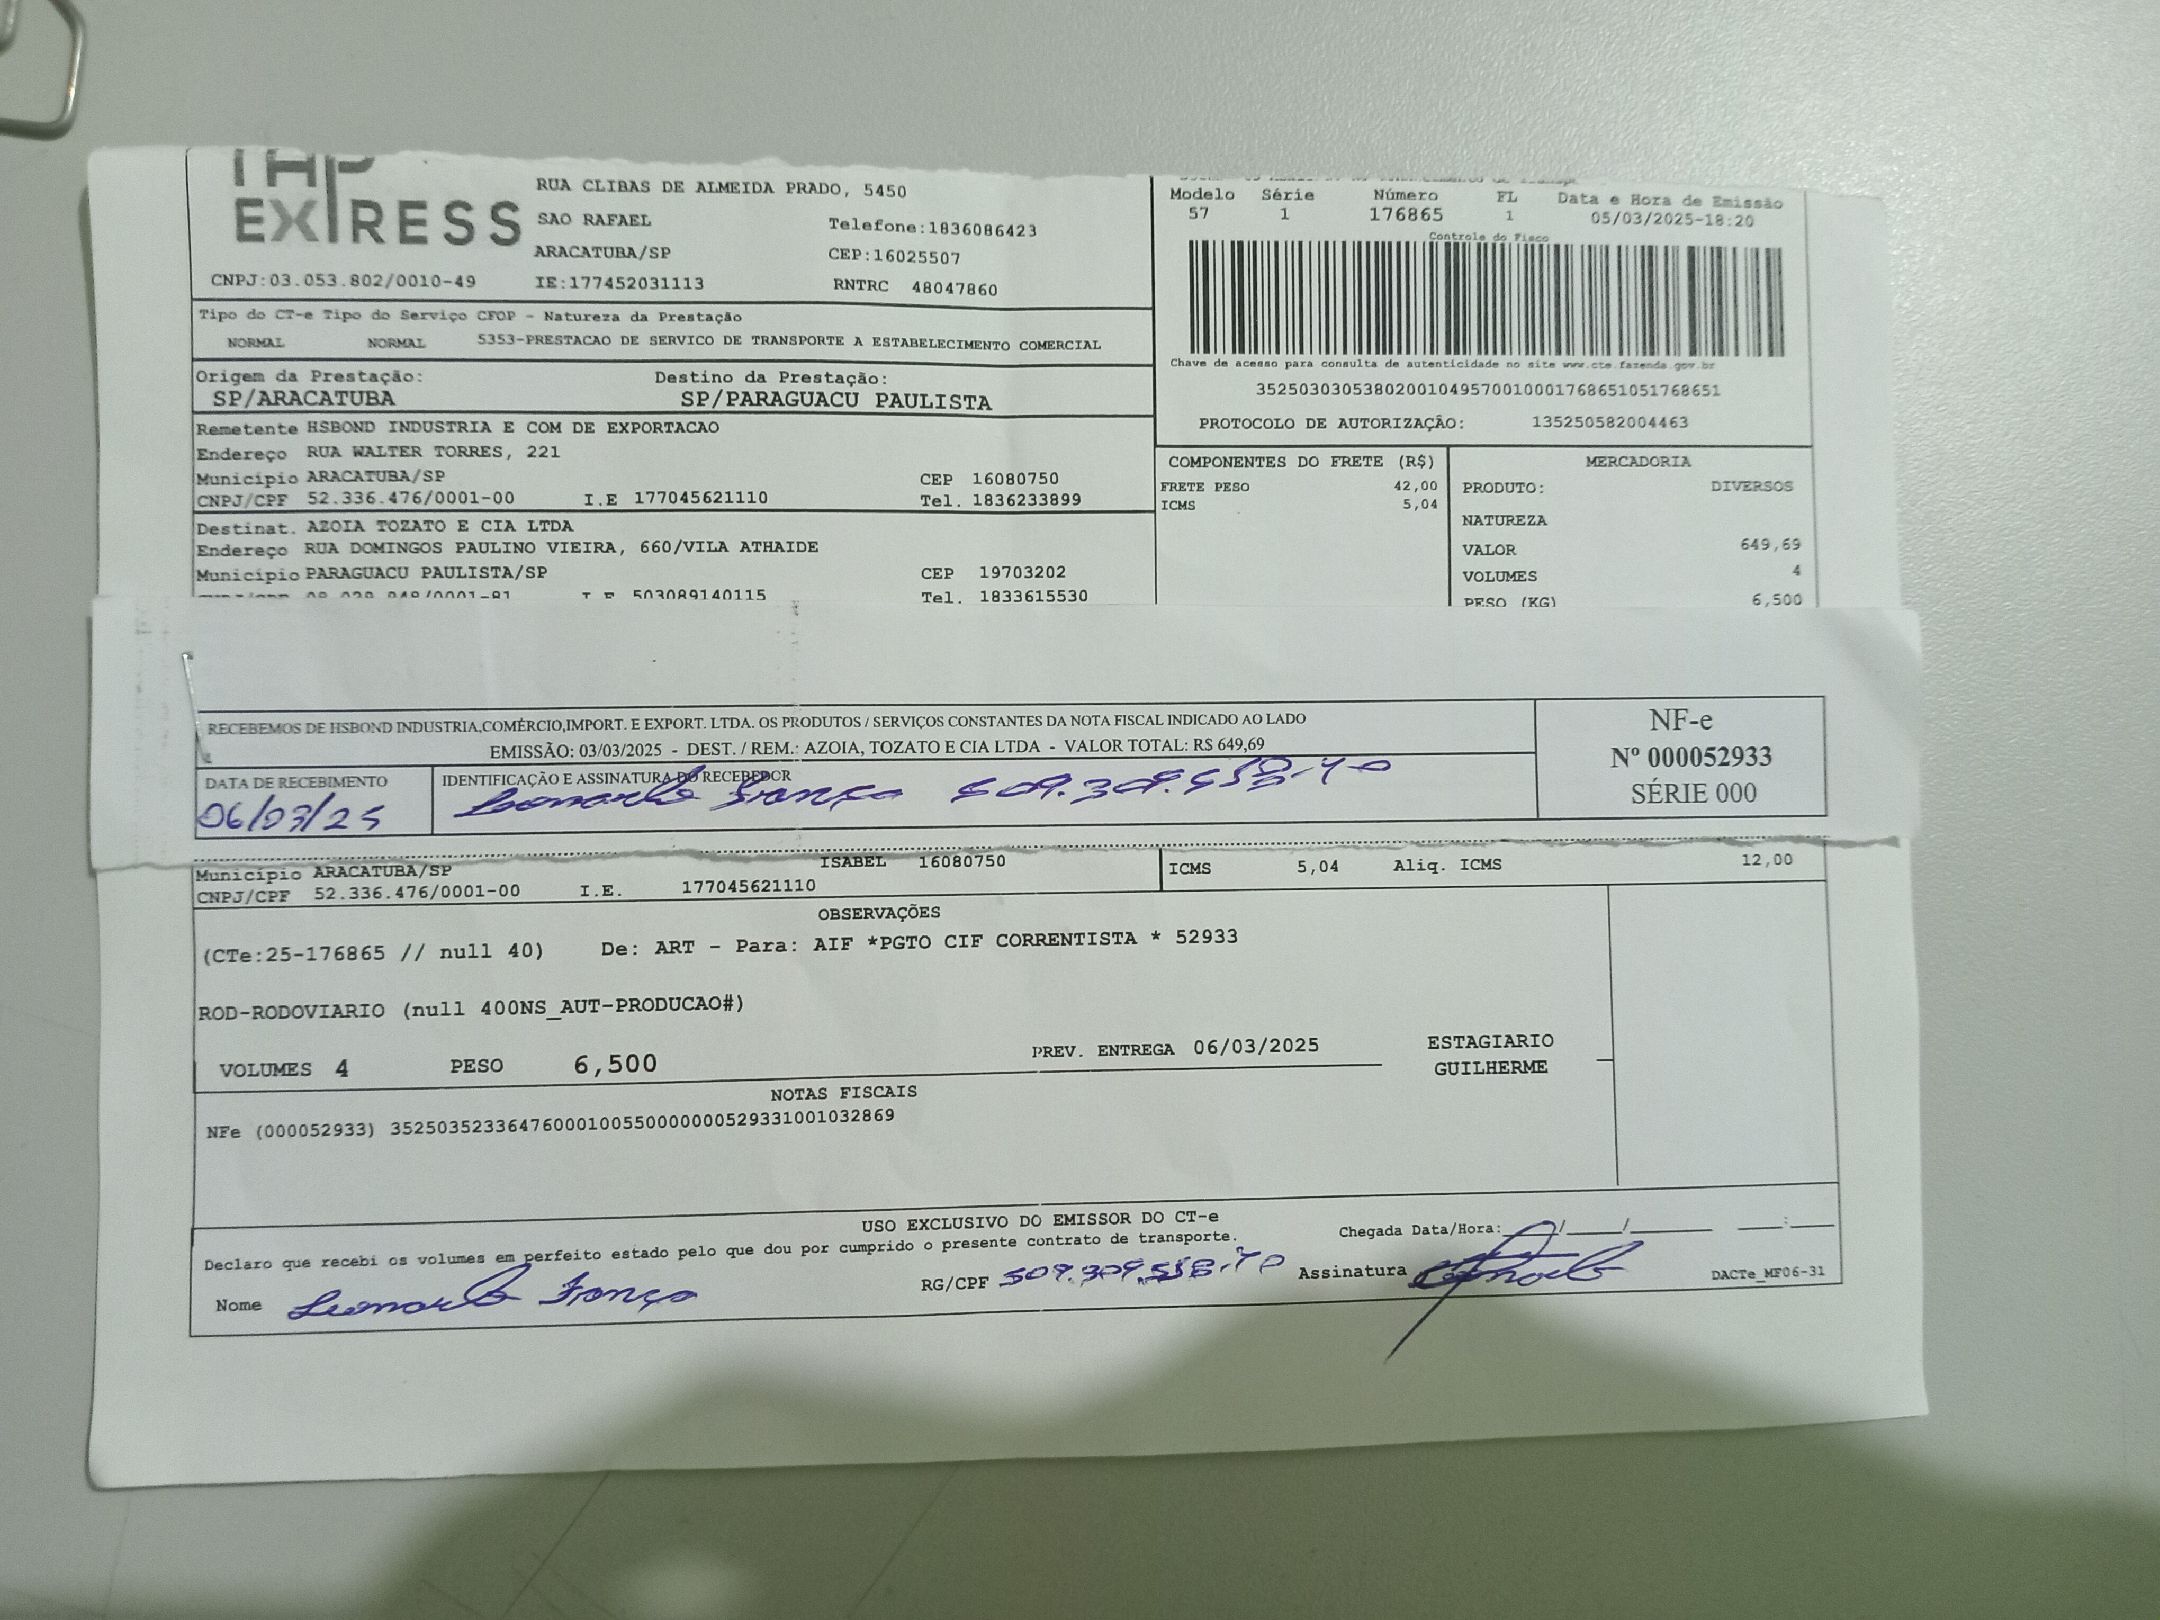 EXPRESS
RUA CLIBAS DE ALMEIDA PRADO, 5450
SAO RAFAEL Telefone:1836086423
ARACATUBA/SP CEP:16025507
CNPJ:03.053.802/0010-49 IE:177452031113 RNTRC 48047860
Modelo Série Número FL Data e Hora de Emissão
57 1 176865 1 05/03/2025-18:20
Controle do Fisco
Chave de acesso para consulta de autenticidade no site www.cte.fazenda.gov.br
35250303053802001049570010001768651051768651
PROTOCOLO DE AUTORIZAÇÃO: 135250582004463
Tipo do CT-e Tipo do Serviço CFOP - Natureza da Prestação
NORMAL NORMAL 5353-PRESTACAO DE SERVICO DE TRANSPORTE A ESTABELECIMENTO COMERCIAL
Origem da Prestação: Destino da Prestação:
SP/ARACATUBA SP/PARAGUACU PAULISTA
Remetente HSBOND INDUSTRIA E COM DE EXPORTACAO
Endereço RUA WALTER TORRES, 221
Município ARACATUBA/SP CEP 16080750
CNPJ/CPF 52.336.476/0001-00 I.E 177045621110 Tel. 1836233899
Destinat. AZOIA TOZATO E CIA LTDA
Endereço RUA DOMINGOS PAULINO VIEIRA, 660/VILA ATHAIDE
Município PARAGUACU PAULISTA/SP CEP 19703202
503089140115 Tel. 1833615530
COMPONENTES DO FRETE (R$)
FRETE PESO 42,00
ICMS 5,04
MERCADORIA
PRODUTO: DIVERSOS
NATUREZA
VALOR 649,69
VOLUMES 4
PESO (KG) 6,500
RECEBEMOS DE HSBOND INDUSTRIA,COMÉRCIO,IMPORT. E EXPORT. LTDA. OS PRODUTOS / SERVIÇOS CONSTANTES DA NOTA FISCAL INDICADO AO LADO
EMISSÃO: 03/03/2025 - DEST. / REM.: AZOIA, TOZATO E CIA LTDA - VALOR TOTAL: R$ 649,69
DATA DE RECEBIMENTO IDENTIFICAÇÃO E ASSINATURA DO RECEBEDOR
06/03/25 Leonardo França
NF-e
Nº 000052933
SÉRIE 000
ISABEL 16080750
Município ARACATUBA/SP
CNPJ/CPF 52.336.476/0001-00 I.E. 177045621110
ICMS 5,04 Aliq. ICMS 12,00
OBSERVAÇÕES
(CTe:25-176865 // null 40) De: ART - Para: AIF *PGTO CIF CORRENTISTA * 52933
ROD-RODOVIARIO (null 400NS_AUT-PRODUCAO#)
VOLUMES 4 PESO 6,500 PREV. ENTREGA 06/03/2025 ESTAGIARIO
GUILHERME
NOTAS FISCAIS
NFe (000052933) 35250352336476000100550000000529331001032869
USO EXCLUSIVO DO EMISSOR DO CT-e
Declaro que recebi os volumes em perfeito estado pelo que dou por cumprido o presente contrato de transporte.
Chegada Data/Hora:__/____/______ ___:___
Nome Leonardo França RG/CPF Assinatura DACTe_MF06-31